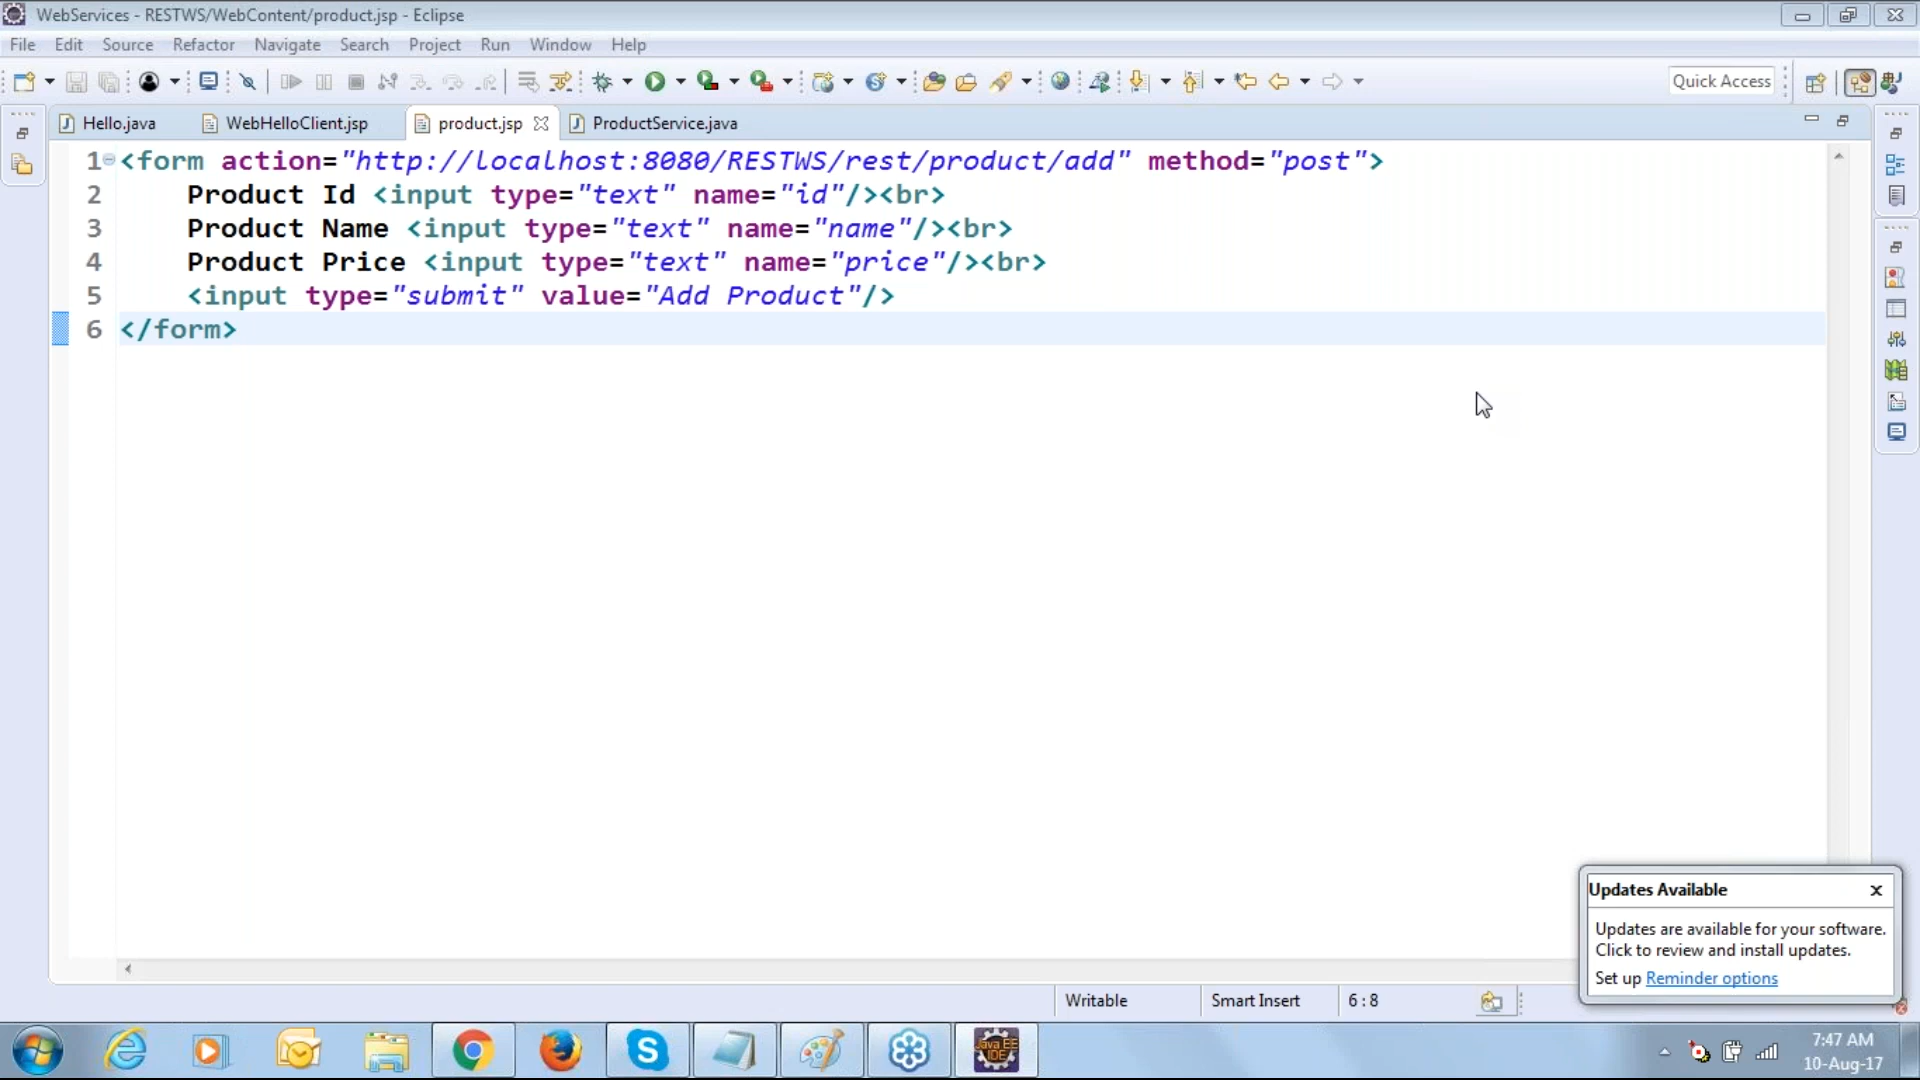 WebServices - RESTWS/WebContent/product.jsp - Eclipse
File Edit Source Refactor Navigate Search Project Run Window Help
Quick Access
Hello.java WebHelloClient.jsp product.jsp ProductService.java
1 <form action="http://localhost:8080/RESTWS/rest/product/add" method="post">
2 Product Id <input type="text" name="id"/><br>
3 Product Name <input type="text" name="name"/><br>
4 Product Price <input type="text" name="price"/><br>
5 <input type="submit" value="Add Product"/>
6 </form>
Updates Available
Updates are available for your software.
Click to review and install updates.
Set up Reminder options
Writable Smart Insert 6 : 8
Java EE
IDE
7:47 AM
10-Aug-17